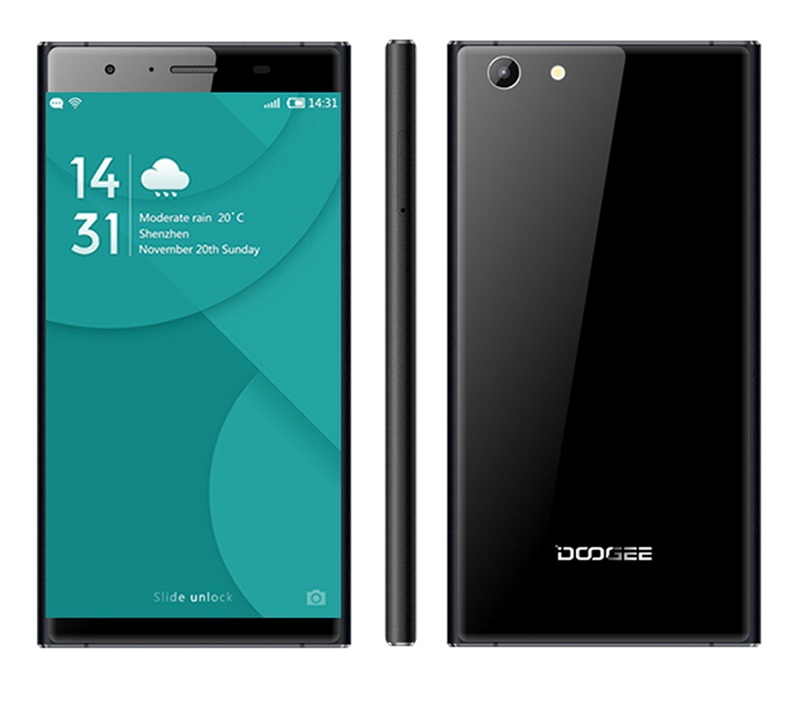 14:31
14
31
Moderate rain 20°C
Shenzhen
November 20th Sunday
Slide unlock
DOOGEE